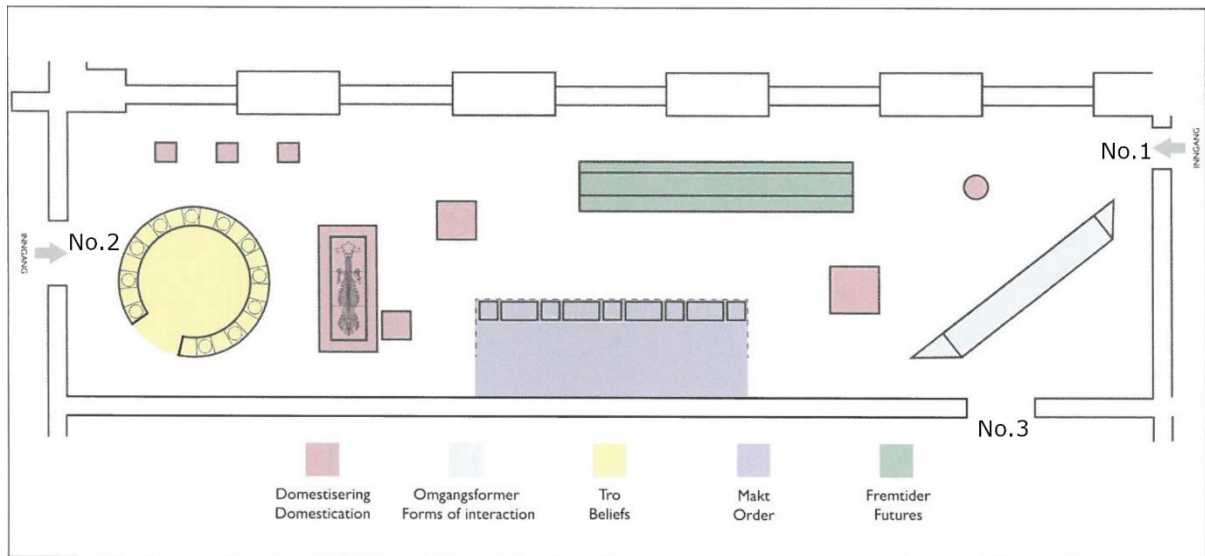 No.1
INNGANG
No.2
INNGANG
No.3
Domestisering
Domestication
Omgangsformer
Forms of interaction
Tro
Beliefs
Makt
Order
Fremtider
Futures